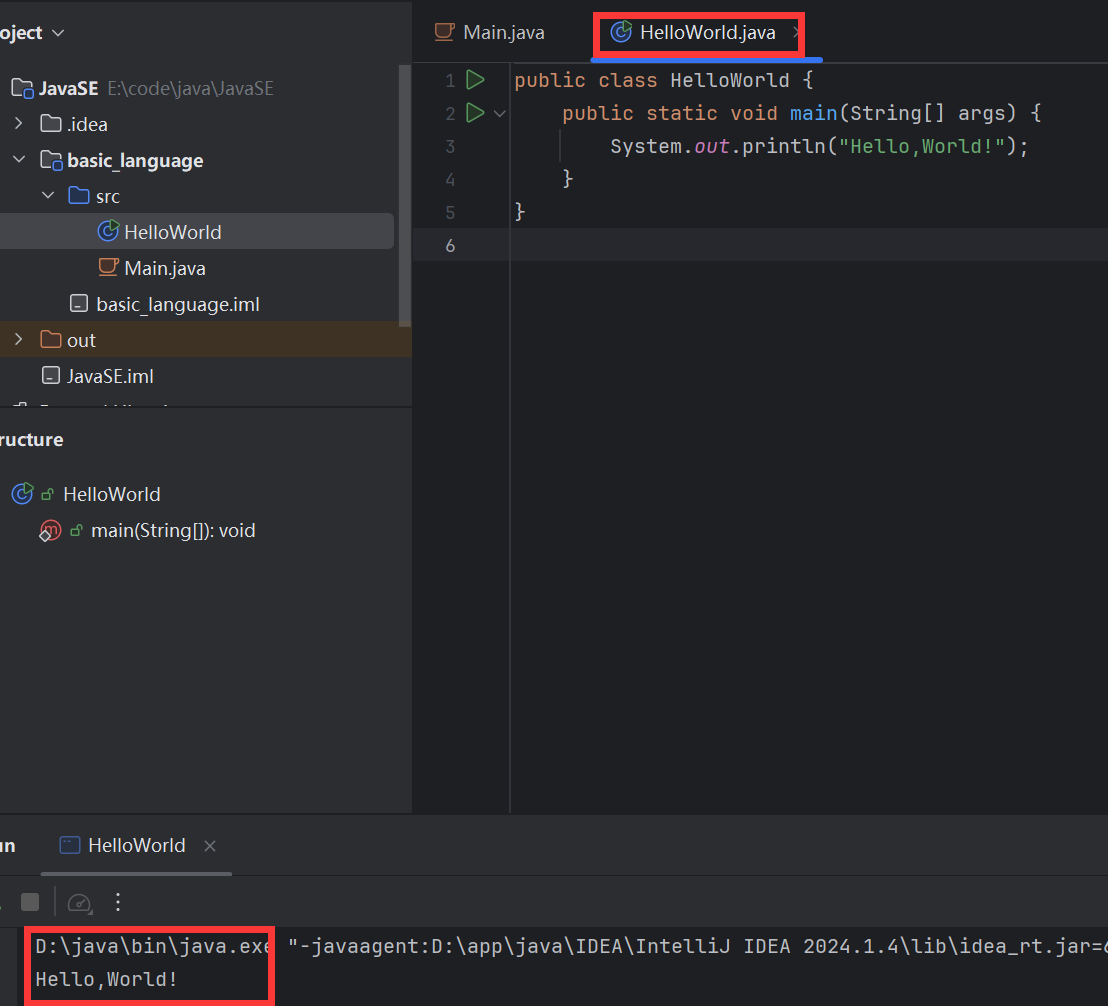 oject
JavaSE E:\code\java\JavaSE
.idea
basic_language
src
HelloWorld
Main.java
basic_language.iml
out
JavaSE.iml
ructure
HelloWorld
main(String[]): void
Main.java
HelloWorld.java
1 public class HelloWorld {
2 public static void main(String[] args) {
3 System.out.println("Hello,World!");
4 }
5 }
6
un
HelloWorld
D:\java\bin\java.exe "-javaagent:D:\app\java\IDEA\IntelliJ IDEA 2024.1.4\lib\idea_rt.jar=
Hello,World!